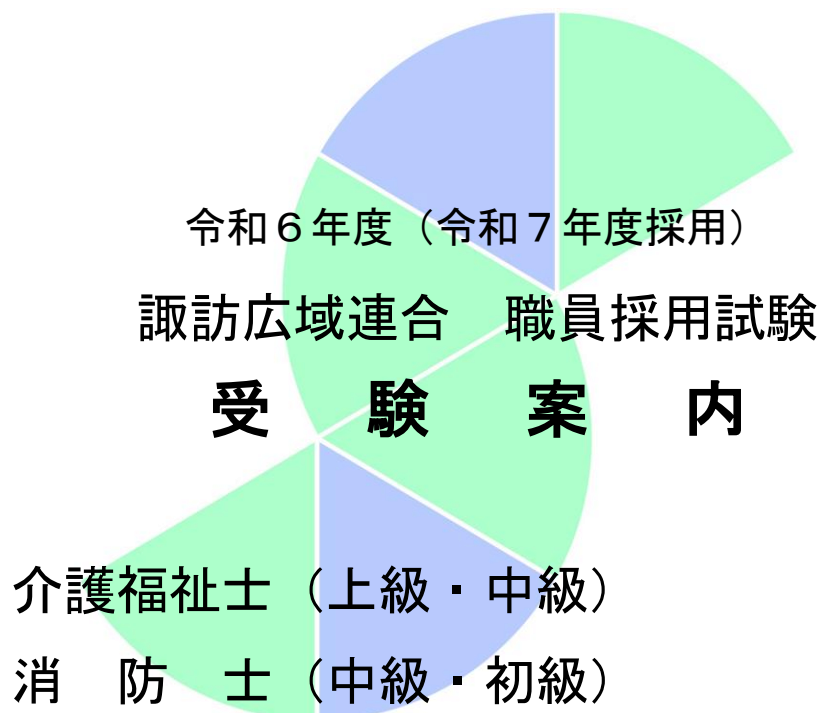 令和６年度（令和７年度採用）
諏訪広域連合　職員採用試験
受　験　案　内
介護福祉士（上級・中級）
消　防　士（中級・初級）